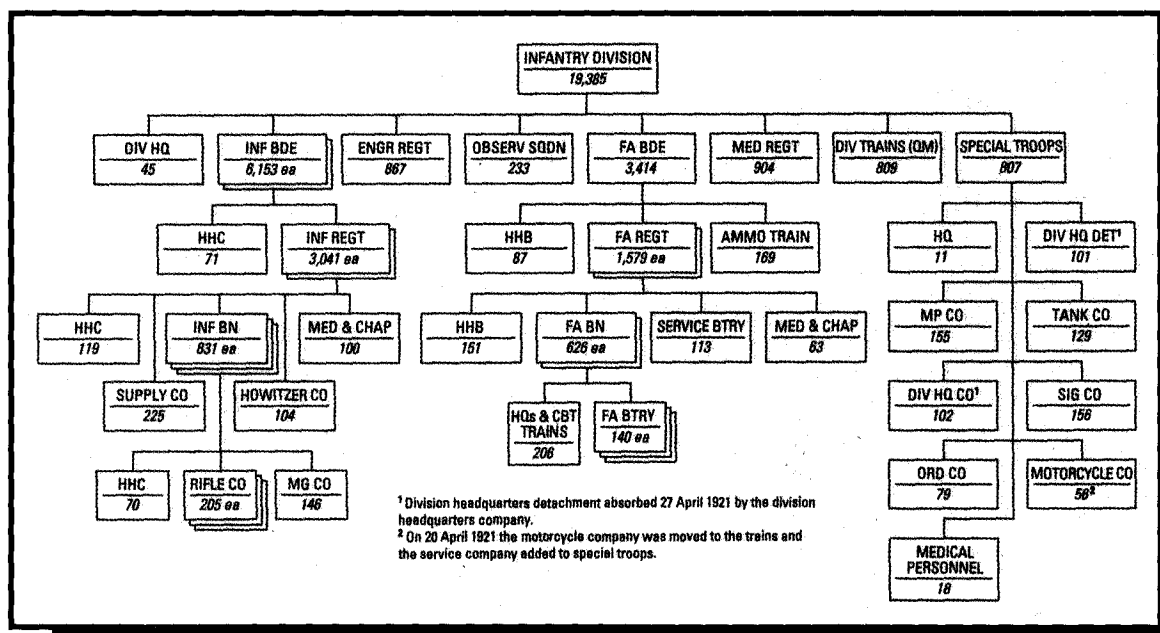 INFANTRY DIVISION
19,385
DIV HQ
45
INF BDE
6,153 ea
ENGR REGT
867
OBSERV SQDN
233
FA BDE
3,414
MED REGT
904
DIV TRAINS (QM)
809
SPECIAL TROOPS
807
HHC
71
INF REGT
3,041 ea
HHB
87
FA REGT
1,579 ea
AMMO TRAIN
169
HQ
11
DIV HQ DET¹
101
HHC
119
INF BN
831 ea
MED & CHAP
100
HHB
151
FA BN
626 ea
SERVICE BTRY
113
MED & CHAP
63
MP CO
155
TANK CO
129
SUPPLY CO
225
HOWITZER CO
104
HQs & CBT
TRAINS
206
FA BTRY
140 ea
DIV HQ CO¹
102
SIG CO
156
HHC
70
RIFLE CO
205 ea
MG CO
146
ORD CO
79
MOTORCYCLE CO
56²
MEDICAL
PERSONNEL
18
¹ Division headquarters detachment absorbed 27 April 1921 by the division
headquarters company.
² On 20 April 1921 the motorcycle company was moved to the trains and
the service company added to special troops.